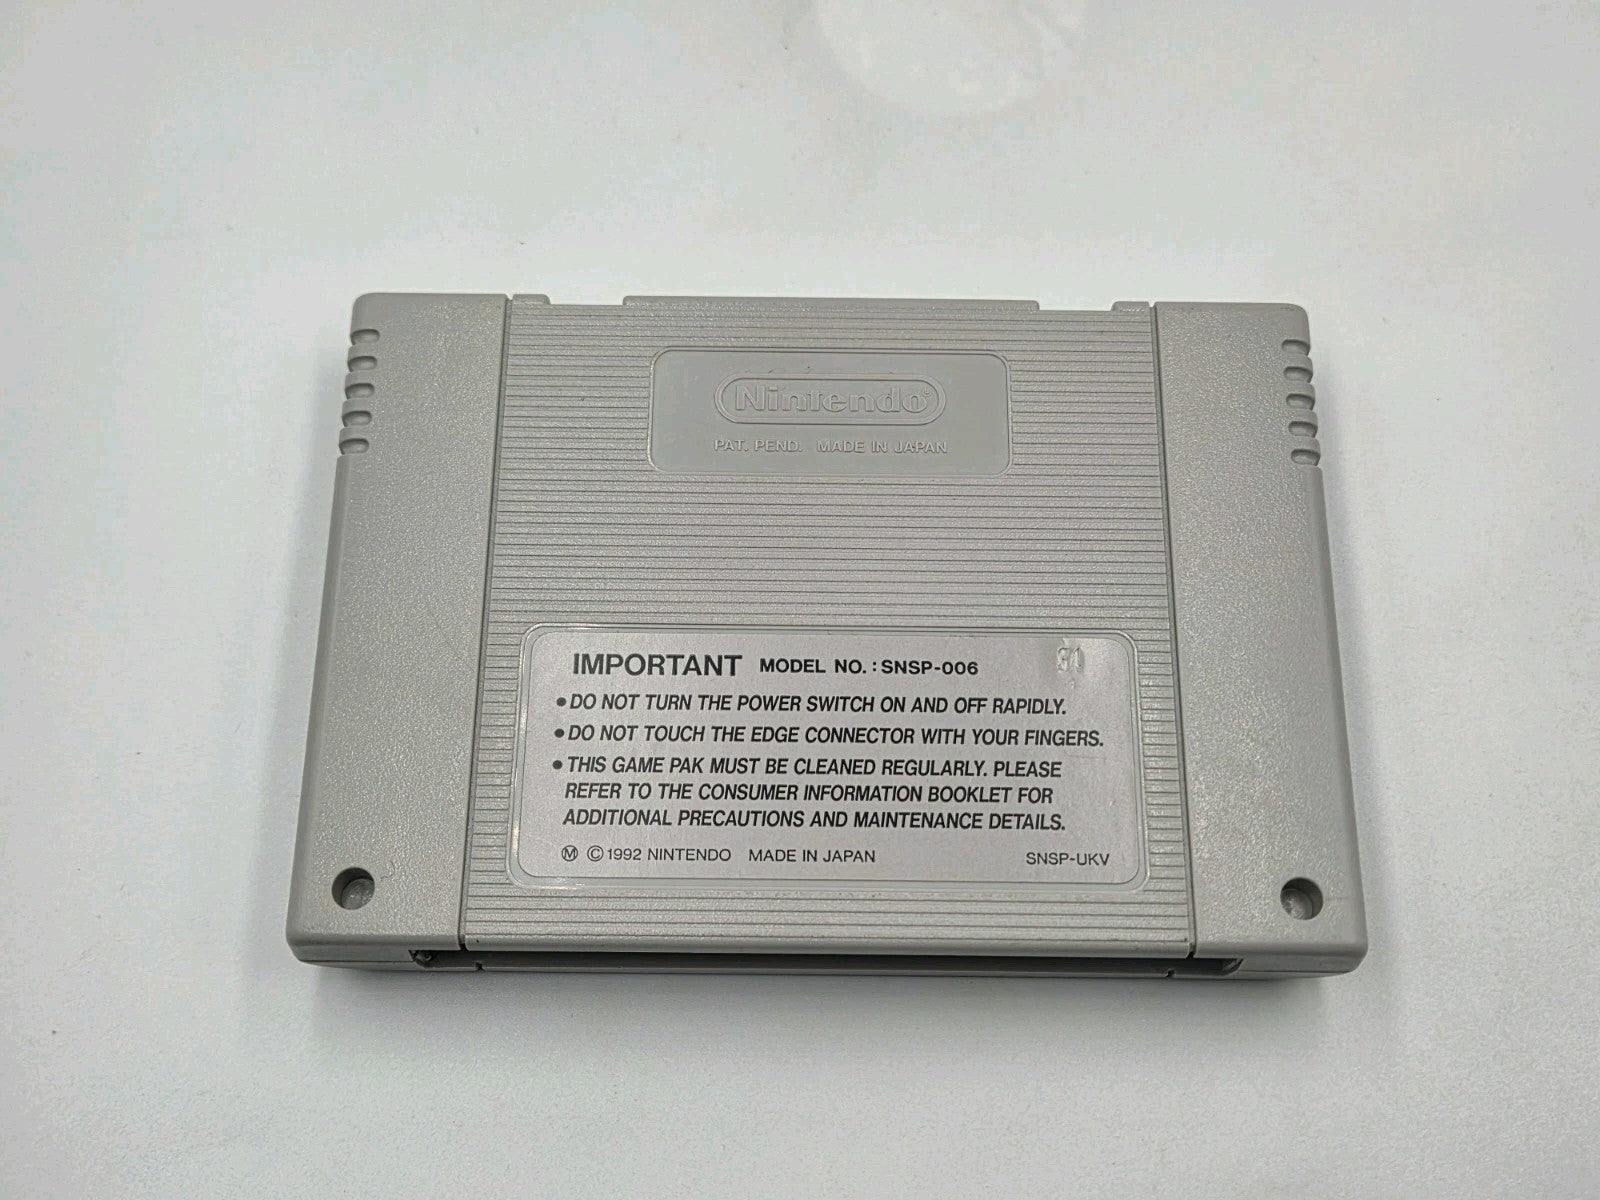 Nintendo®
PAT. PEND. MADE IN JAPAN
IMPORTANT MODEL NO. : SNSP-006
• DO NOT TURN THE POWER SWITCH ON AND OFF RAPIDLY.
• DO NOT TOUCH THE EDGE CONNECTOR WITH YOUR FINGERS.
• THIS GAME PAK MUST BE CLEANED REGULARLY. PLEASE
REFER TO THE CONSUMER INFORMATION BOOKLET FOR
ADDITIONAL PRECAUTIONS AND MAINTENANCE DETAILS.
Ⓜ © 1992 NINTENDO MADE IN JAPAN SNSP-UKV